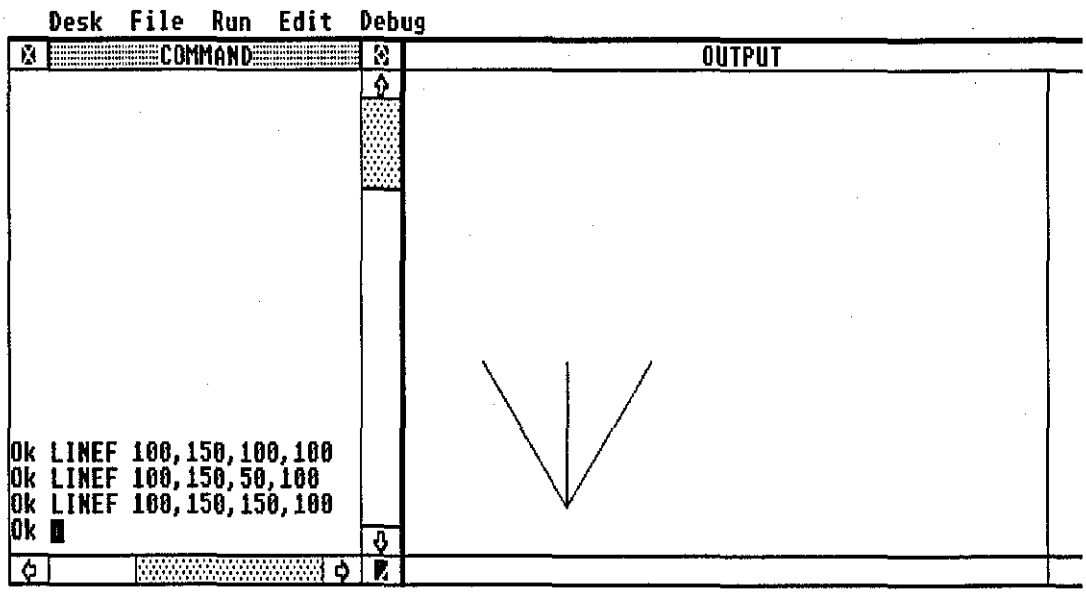 Desk File Run Edit Debug
COMMAND
OUTPUT
Ok LINEF 100,150,100,100
Ok LINEF 100,150,50,100
Ok LINEF 100,150,150,100
Ok